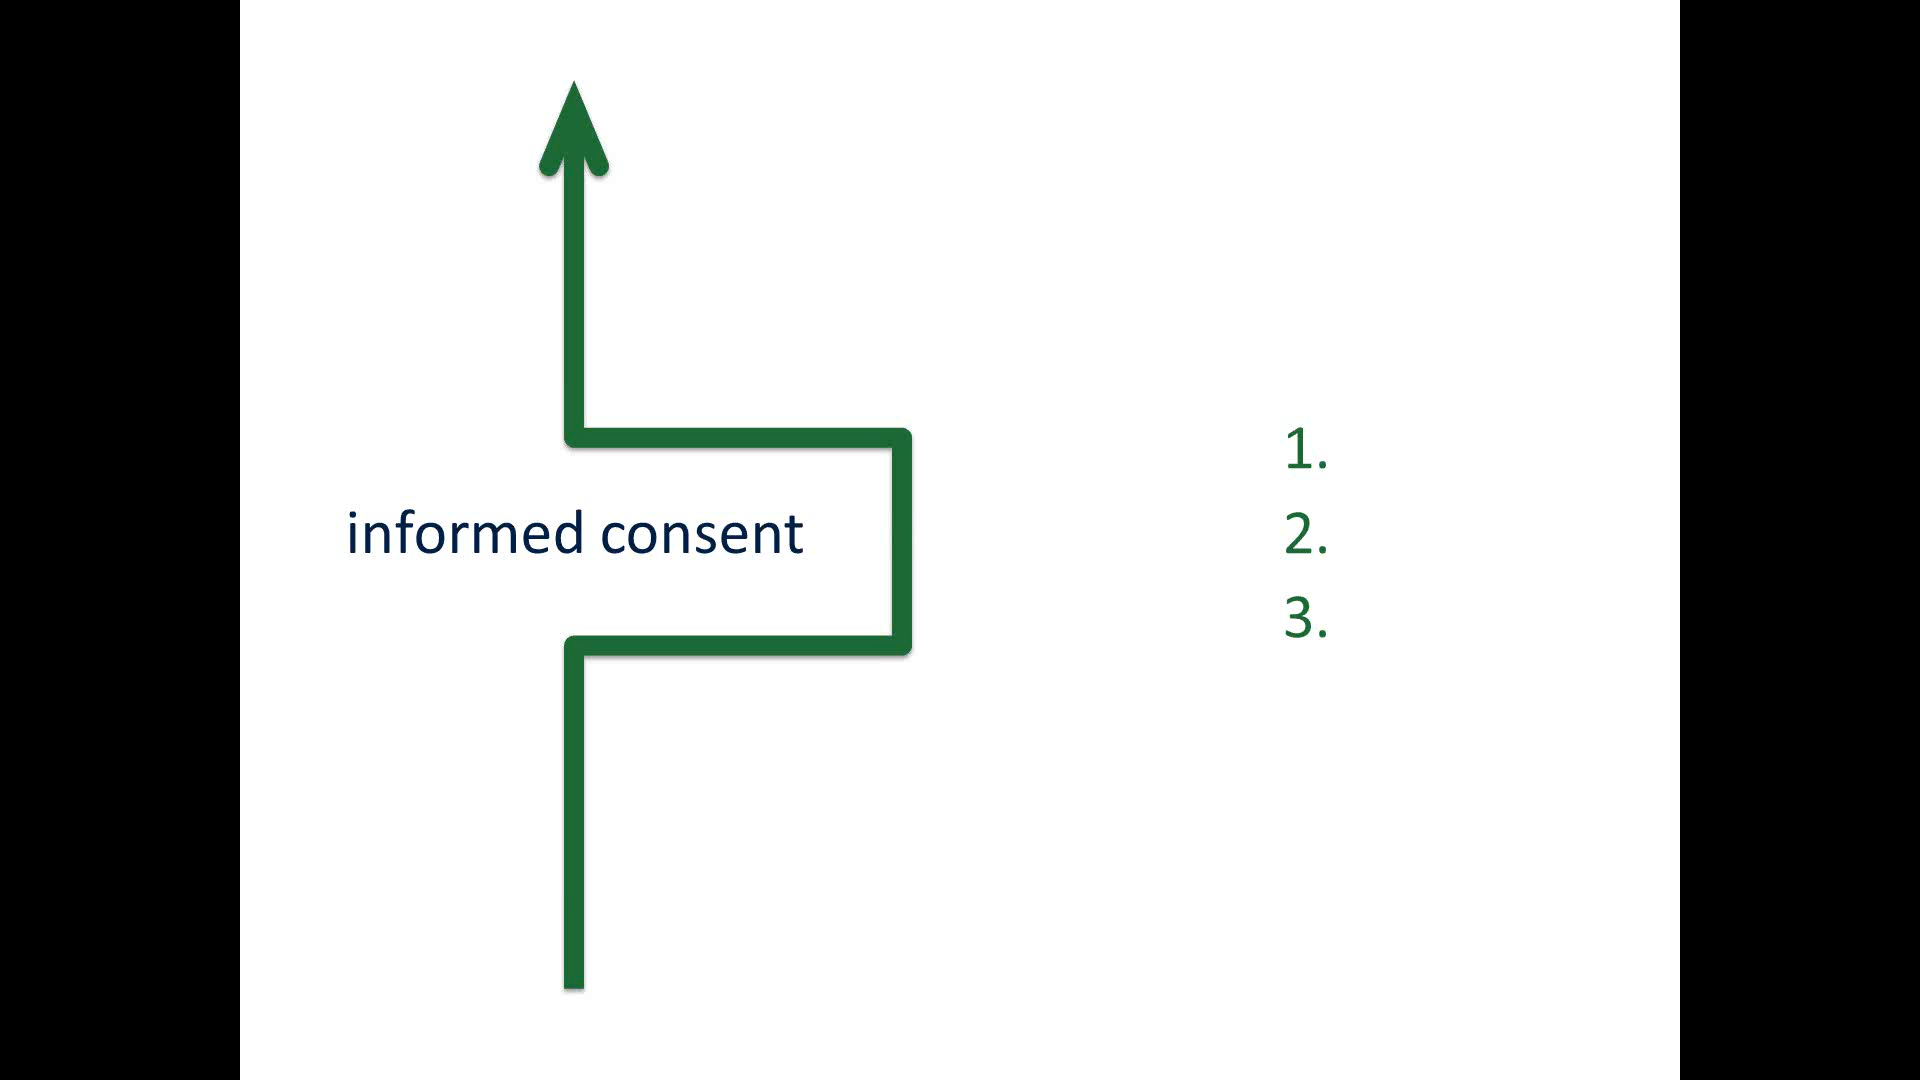 informed consent
1.
2.
3.